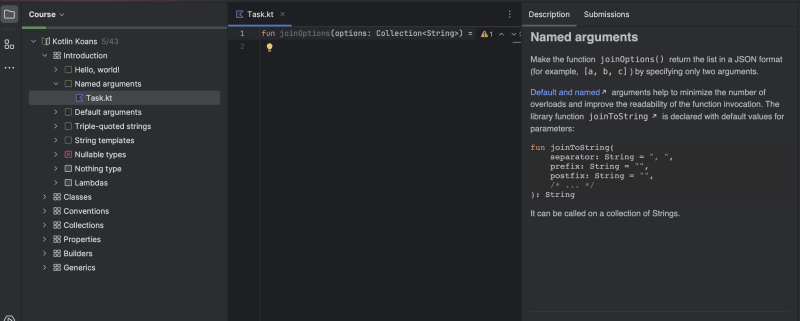 Course
Kotlin Koans 5/43
Introduction
Hello, world!
Named arguments
Task.kt
Default arguments
Triple-quoted strings
String templates
Nullable types
Nothing type
Lambdas
Classes
Conventions
Collections
Properties
Builders
Generics
Task.kt
1 fun joinOptions(options: Collection<String>) = 1
2
Description Submissions
Named arguments
Make the function joinOptions() return the list in a JSON format
(for example, [a, b, c]) by specifying only two arguments.
Default and named↗ arguments help to minimize the number of
overloads and improve the readability of the function invocation. The
library function joinToString↗ is declared with default values for
parameters:
fun joinToString(
separator: String = ", ",
prefix: String = "",
postfix: String = "",
/* ... */
): String
It can be called on a collection of Strings.